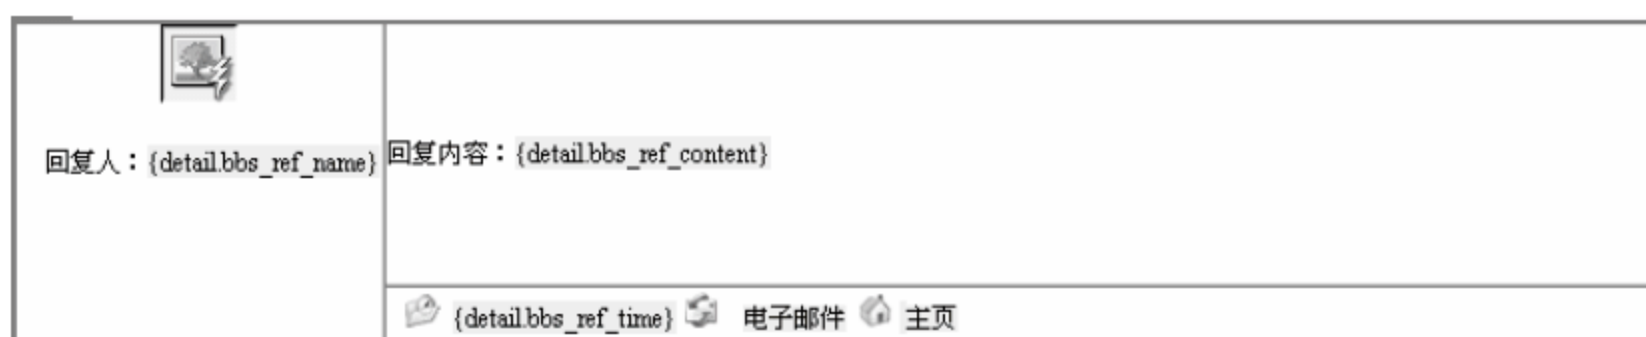 回复人：{detail.bbs_ref_name}
回复内容：{detail.bbs_ref_content}
{detail.bbs_ref_time} 电子邮件 主页